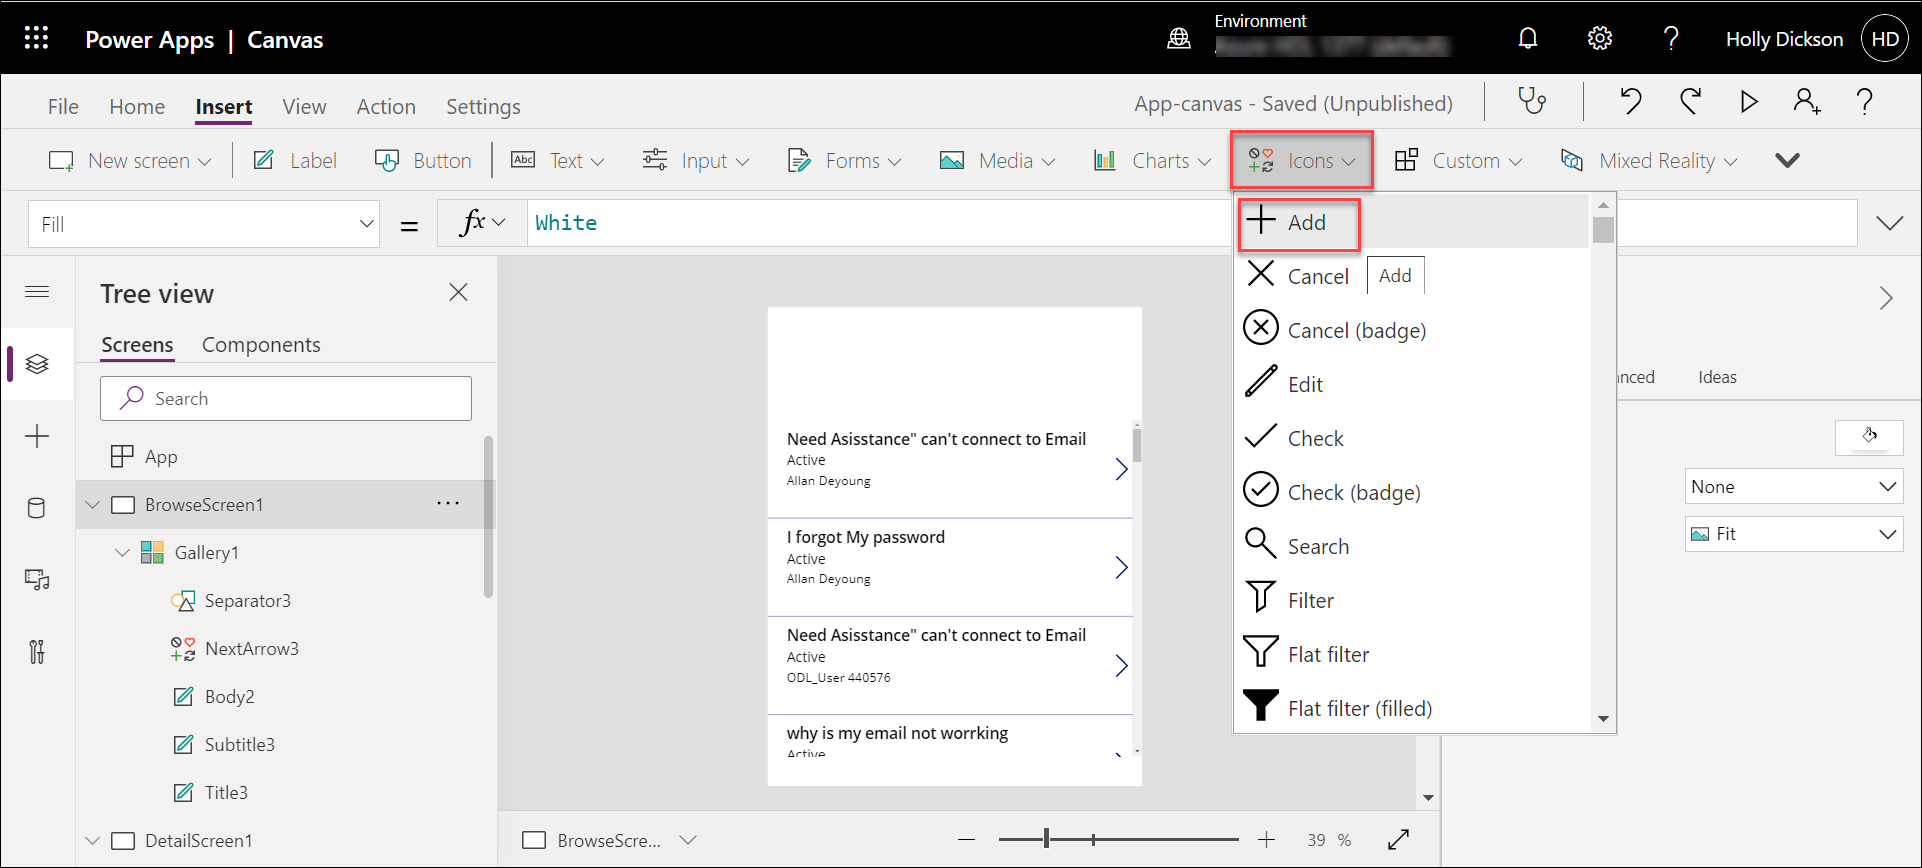 Power Apps | Canvas
Environment
Holly Dickson
HD
File Home Insert View Action Settings
App-canvas - Saved (Unpublished)
New screen Label Button Abc Text Input Forms Media Charts Icons Custom Mixed Reality
Fill = fx White
Tree view
Screens Components
Search
App
BrowseScreen1
Gallery1
Separator3
NextArrow3
Body2
Subtitle3
Title3
DetailScreen1
Need Asisstance" can't connect to Email
Active
Allan Deyoung
I forgot My password
Active
Allan Deyoung
Need Asisstance" can't connect to Email
Active
ODL_User 440576
why is my email not worrking
Active
Add
Cancel
Add
Cancel (badge)
Edit
Check
Check (badge)
Search
Filter
Flat filter
Flat filter (filled)
nced Ideas
None
Fit
BrowseScre...
39 %